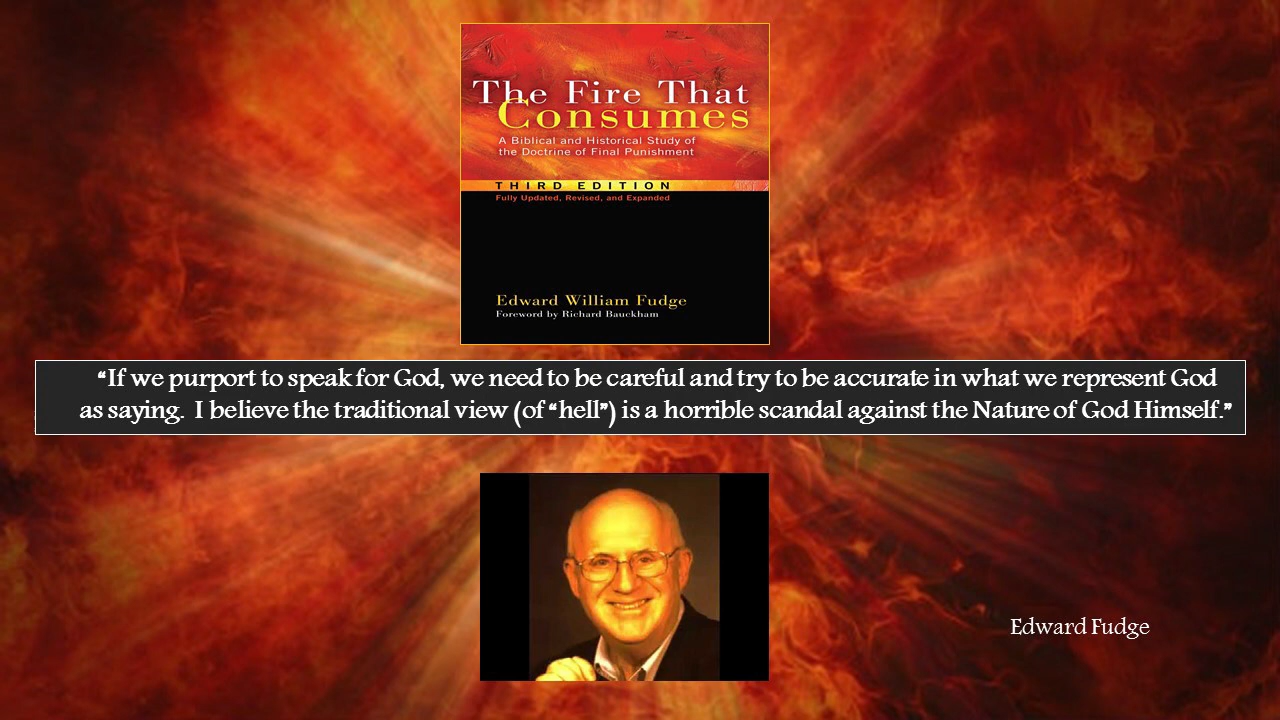 The Fire That
Consumes
A Biblical and Historical Study of
the Doctrine of Final Punishment
THIRD EDITION
Fully Updated, Revised, and Expanded
Edward William Fudge
Foreword by Richard Bauckham
“If we purport to speak for God, we need to be careful and try to be accurate in what we represent God
as saying.  I believe the traditional view (of “hell”) is a horrible scandal against the Nature of God Himself.”
Edward Fudge